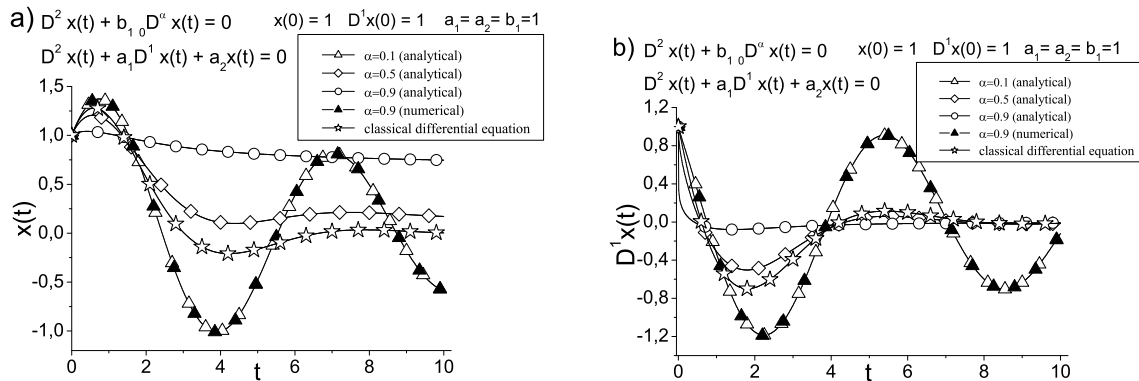 a) D² x(t) + b₁ ₀D^α x(t) = 0 x(0) = 1 D¹x(0) = 1 a₁= a₂= b₁=1
D² x(t) + a₁D¹ x(t) + a₂x(t) = 0
α=0.1 (analytical)
α=0.5 (analytical)
α=0.9 (analytical)
α=0.9 (numerical)
classical differential equation
1,5
1,0
0,5
0,0
-0,5
-1,0
x(t)
0 2 4 6 8 10
t
b) D² x(t) + b₁ ₀D^α x(t) = 0 x(0) = 1 D¹x(0) = 1 a₁= a₂= b₁=1
D² x(t) + a₁D¹ x(t) + a₂x(t) = 0
α=0.1 (analytical)
α=0.5 (analytical)
α=0.9 (analytical)
α=0.9 (numerical)
classical differential equation
1,2
0,8
0,4
0,0
-0,4
-0,8
-1,2
D¹x(t)
0 2 4 6 8 10
t